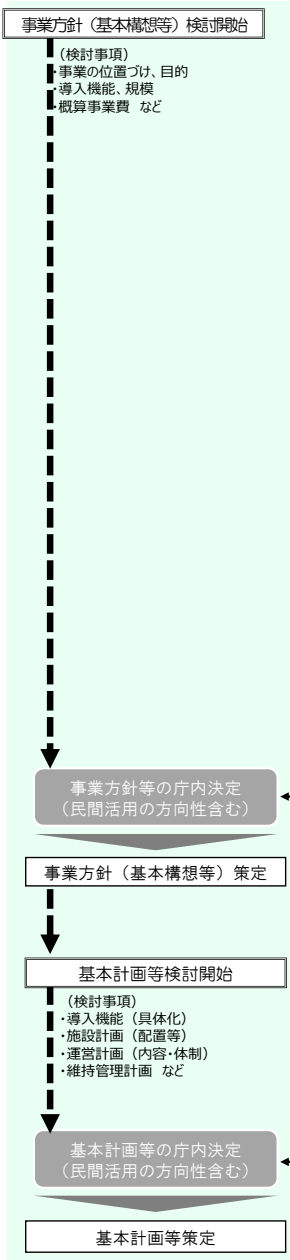 事業方針（基本構想等）検討開始
（検討事項）
・事業の位置づけ、目的
・導入機能、規模
・概算事業費 など
事業方針等の庁内決定
（民間活用の方向性含む）
事業方針（基本構想等）策定
基本計画等検討開始
（検討事項）
・導入機能（具体化）
・施設計画（配置等）
・運営計画（内容・体制）
・維持管理計画 など
基本計画等の庁内決定
（民間活用の方向性含む）
基本計画等策定